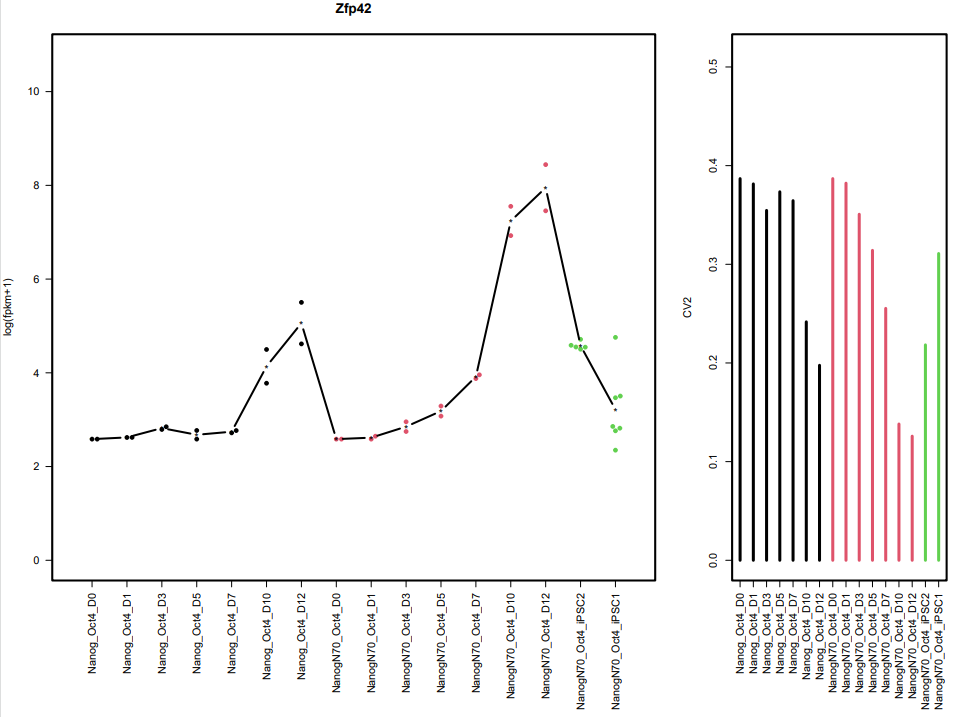 Zfp42
log(fpkm+1)
10
8
6
4
2
0
Nanog_Oct4_D0
Nanog_Oct4_D1
Nanog_Oct4_D3
Nanog_Oct4_D5
Nanog_Oct4_D7
Nanog_Oct4_D10
Nanog_Oct4_D12
NanogN70_Oct4_D0
NanogN70_Oct4_D1
NanogN70_Oct4_D3
NanogN70_Oct4_D5
NanogN70_Oct4_D7
NanogN70_Oct4_D10
NanogN70_Oct4_D12
NanogN70_Oct4_iPSC2
NanogN70_Oct4_iPSC1
CV2
0.5
0.4
0.3
0.2
0.1
0.0
Nanog_Oct4_D0
Nanog_Oct4_D1
Nanog_Oct4_D3
Nanog_Oct4_D5
Nanog_Oct4_D7
Nanog_Oct4_D10
Nanog_Oct4_D12
NanogN70_Oct4_D0
NanogN70_Oct4_D1
NanogN70_Oct4_D3
NanogN70_Oct4_D5
NanogN70_Oct4_D7
NanogN70_Oct4_D10
NanogN70_Oct4_D12
NanogN70_Oct4_iPSC2
NanogN70_Oct4_iPSC1